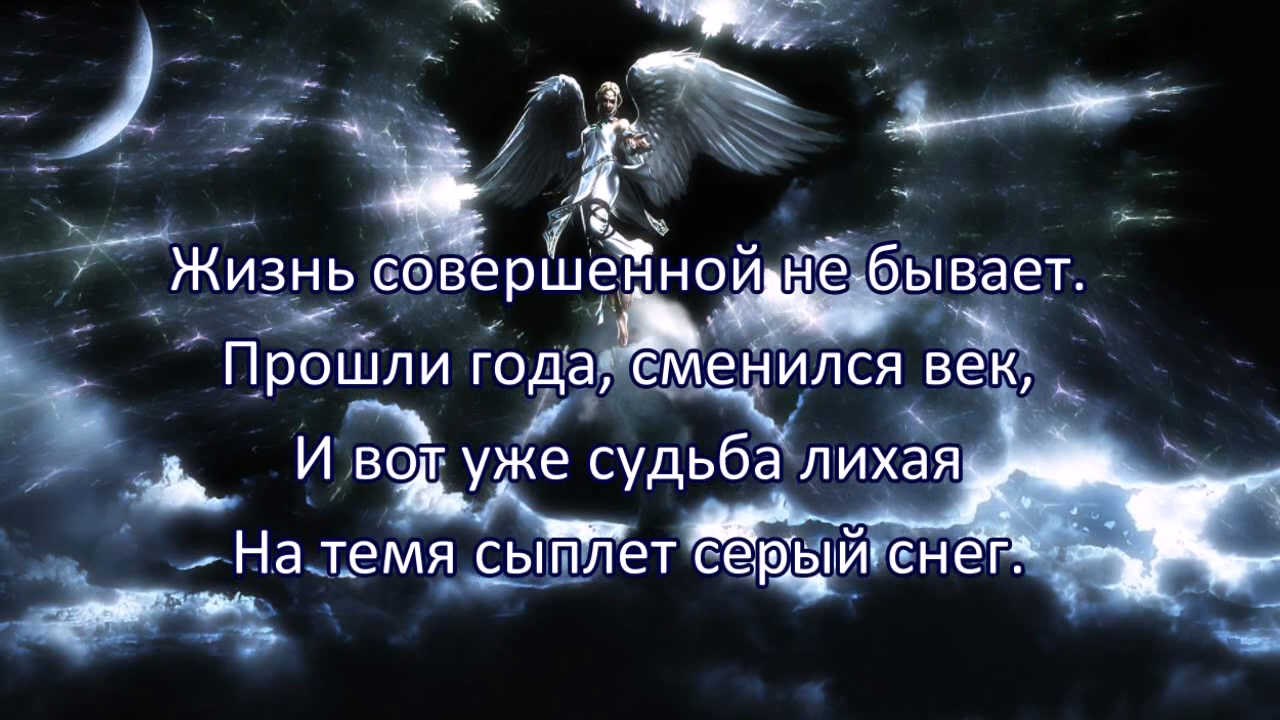 Жизнь совершенной не бывает.
Прошли года, сменился век,
И вот уже судьба лихая
На темя сыплет серый снег.